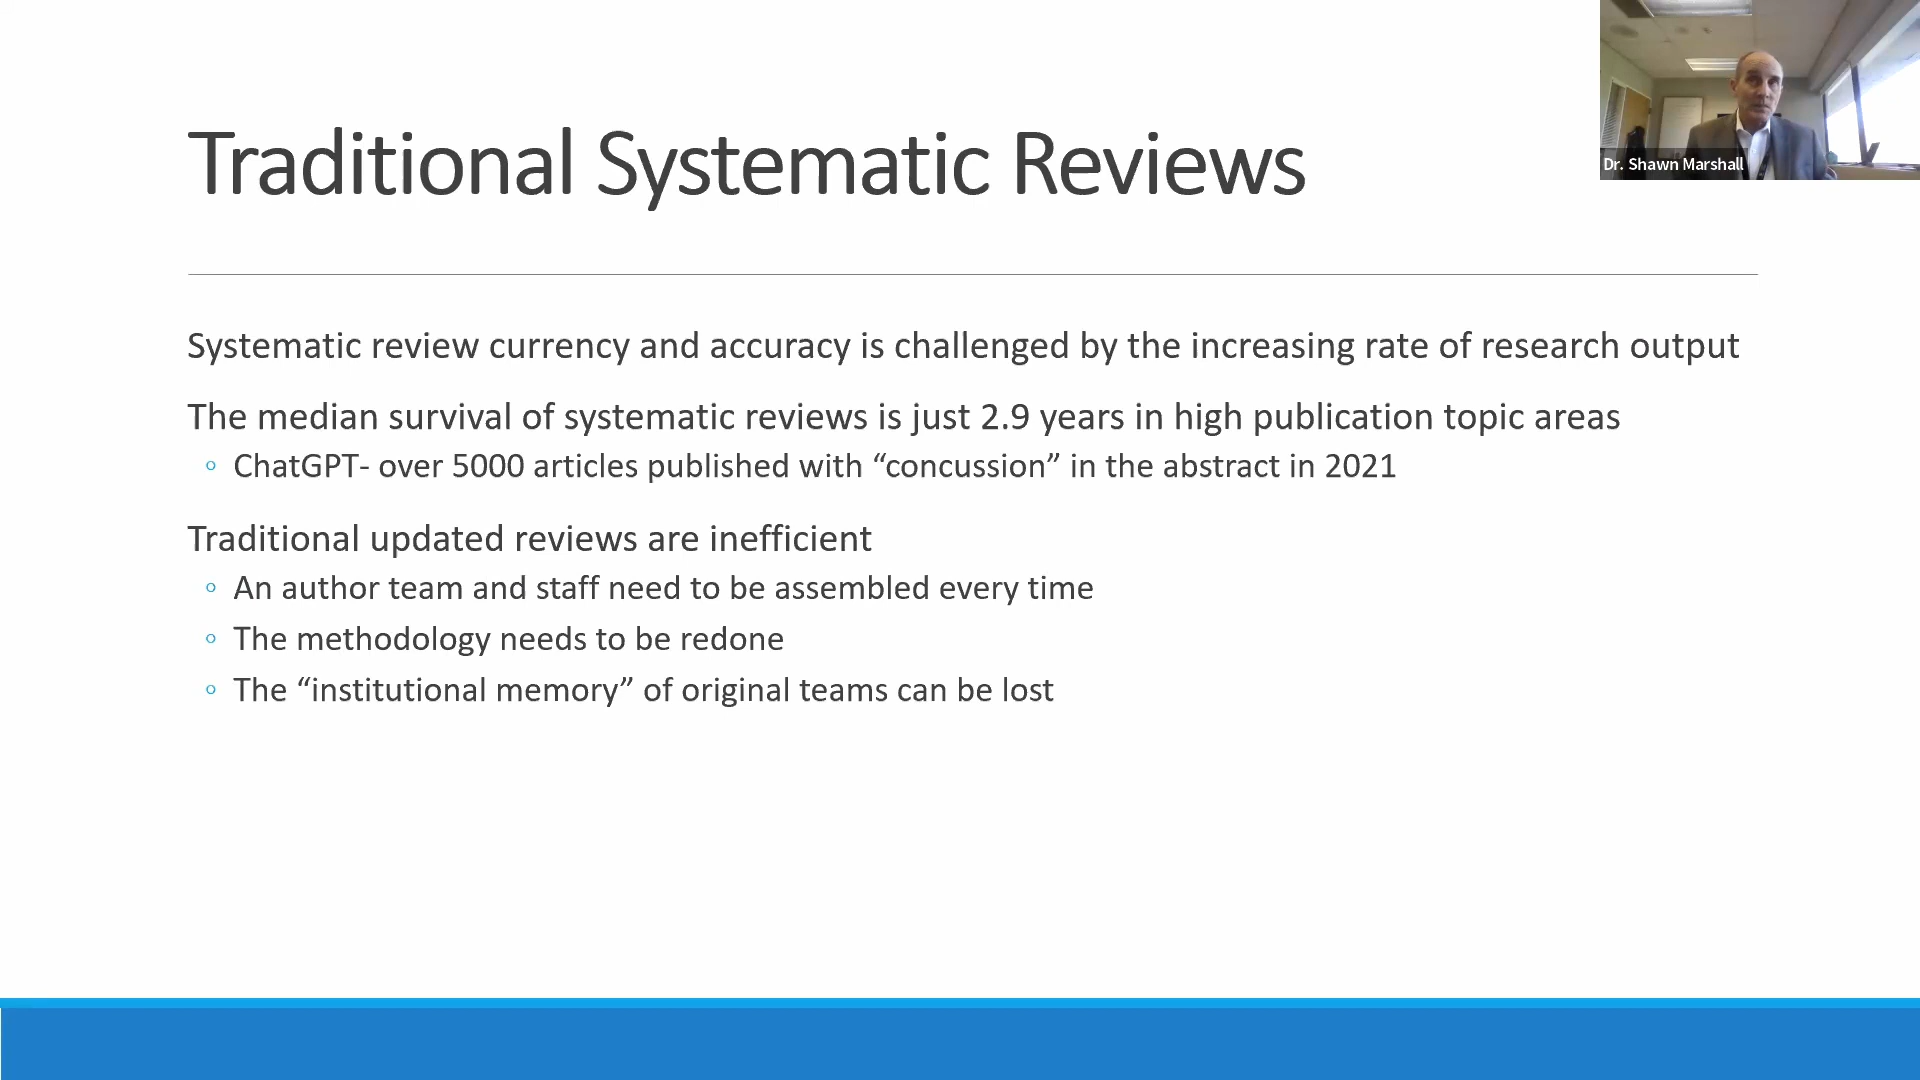 Traditional Systematic Reviews
Dr. Shawn Marshall
Systematic review currency and accuracy is challenged by the increasing rate of research output
The median survival of systematic reviews is just 2.9 years in high publication topic areas
◦ ChatGPT- over 5000 articles published with “concussion” in the abstract in 2021
Traditional updated reviews are inefficient
◦ An author team and staff need to be assembled every time
◦ The methodology needs to be redone
◦ The “institutional memory” of original teams can be lost